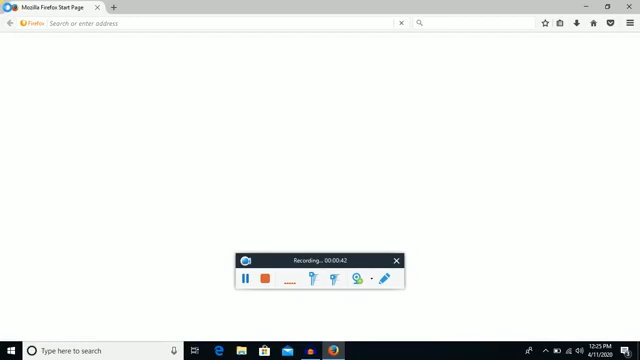 Mozilla Firefox Start Page
Firefox
Search or enter address
Recording... 00:00:42
Type here to search
12:25 PM
4/11/2020